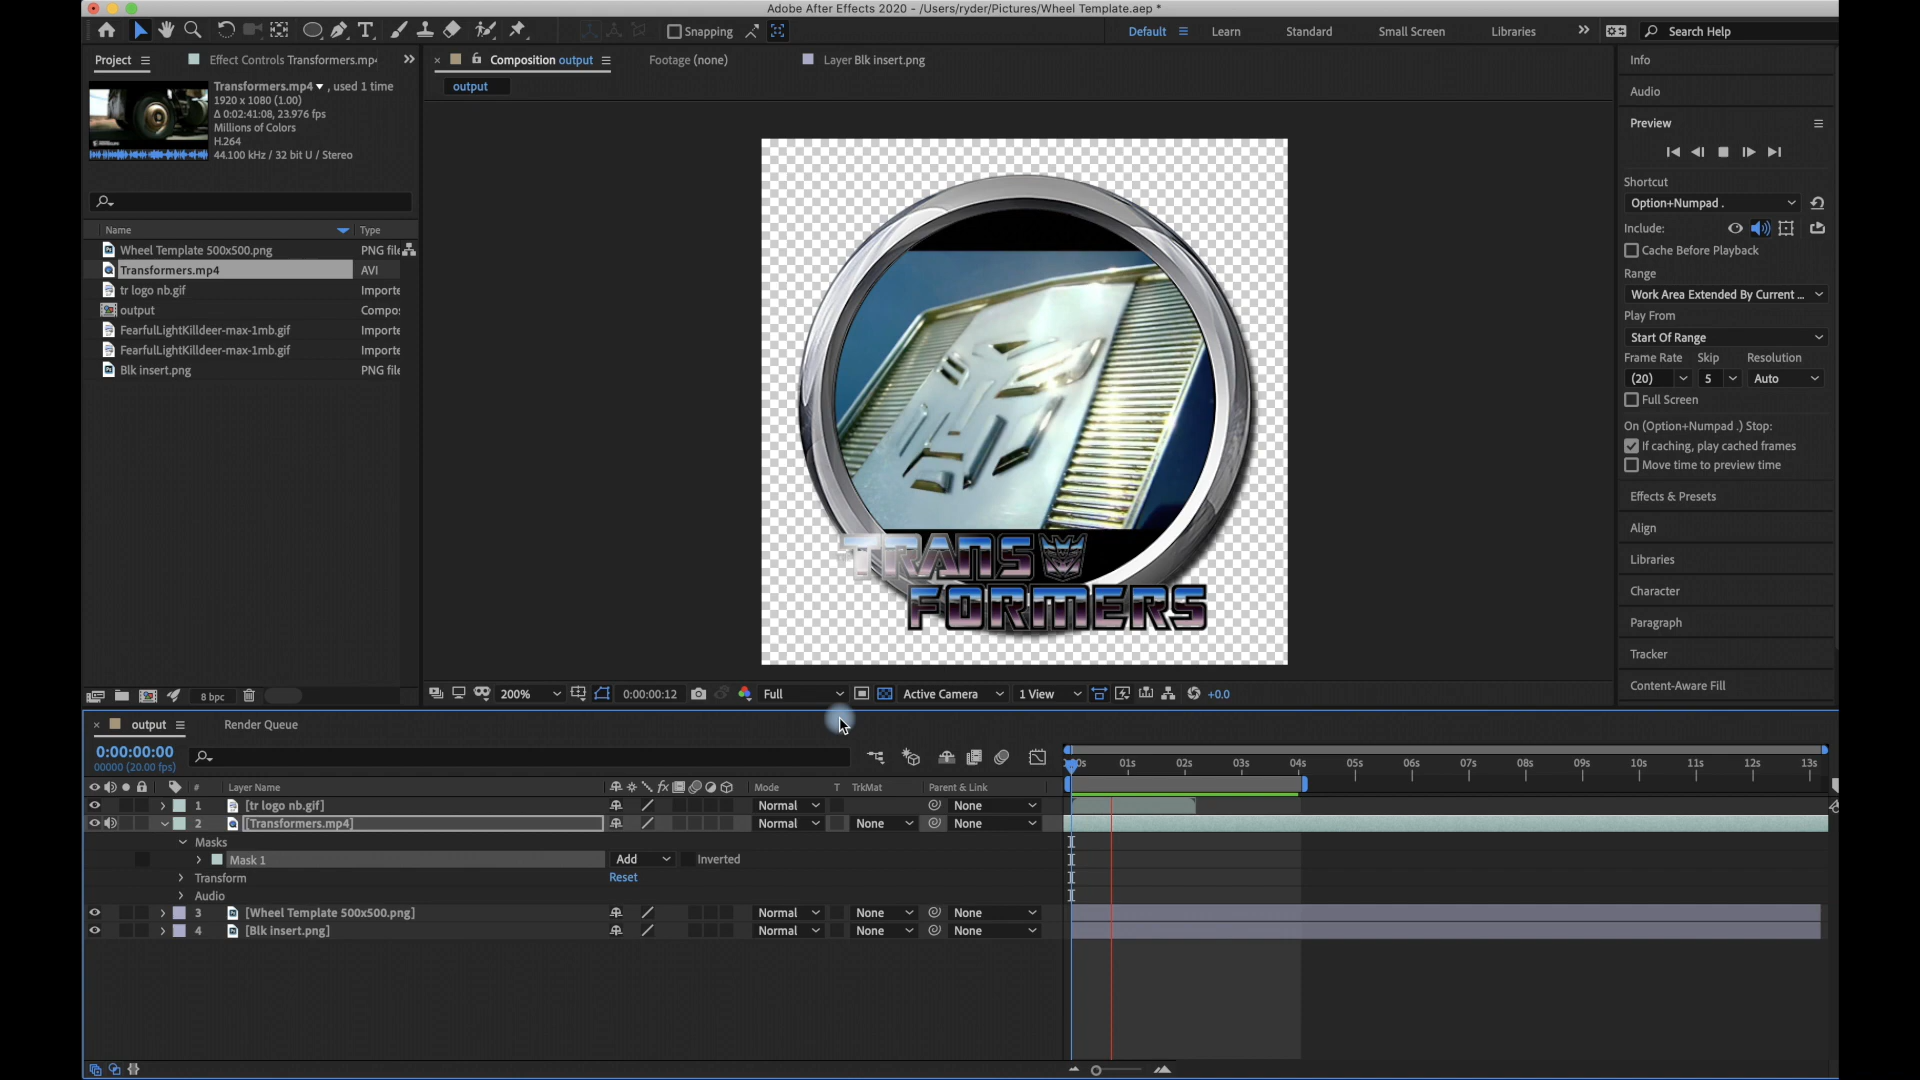 Adobe After Effects 2020 - /Users/ryder/Pictures/Wheel Template.aep *
Snapping
Default
Learn
Standard
Small Screen
Libraries
Search Help
Project
Effect Controls Transformers.mp4
Composition output
Footage (none)
Layer Blk insert.png
output
Transformers.mp4 , used 1 time
1920 x 1080 (1.00)
Δ 0:02:41:08, 23.976 fps
Millions of Colors
H.264
44.100 kHz / 32 bit U / Stereo
Name
Type
Wheel Template 500x500.png
PNG file
Transformers.mp4
AVI
tr logo nb.gif
Importe
output
Compos
FearfulLightKilldeer-max-1mb.gif
Importe
FearfulLightKilldeer-max-1mb.gif
Importe
Blk insert.png
PNG file
8 bpc
TRANS
FORMERS
200%
0:00:00:12
Full
Active Camera
1 View
+0.0
Info
Audio
Preview
Shortcut
Option+Numpad .
Include:
Cache Before Playback
Range
Work Area Extended By Current ...
Play From
Start Of Range
Frame Rate
Skip
Resolution
(20)
5
Auto
Full Screen
On (Option+Numpad .) Stop:
If caching, play cached frames
Move time to preview time
Effects & Presets
Align
Libraries
Character
Paragraph
Tracker
Content-Aware Fill
output
Render Queue
0:00:00:00
00000 (20.00 fps)
# Layer Name
Mode
T TrkMat
Parent & Link
:00s 01s 02s 03s 04s 05s 06s 07s 08s 09s 10s 11s 12s 13s
1 [tr logo nb.gif] Normal None
2 [Transformers.mp4] Normal None None
Masks
Mask 1 Add Inverted
Transform Reset
Audio
3 [Wheel Template 500x500.png] Normal None None
4 [Blk insert.png] Normal None None